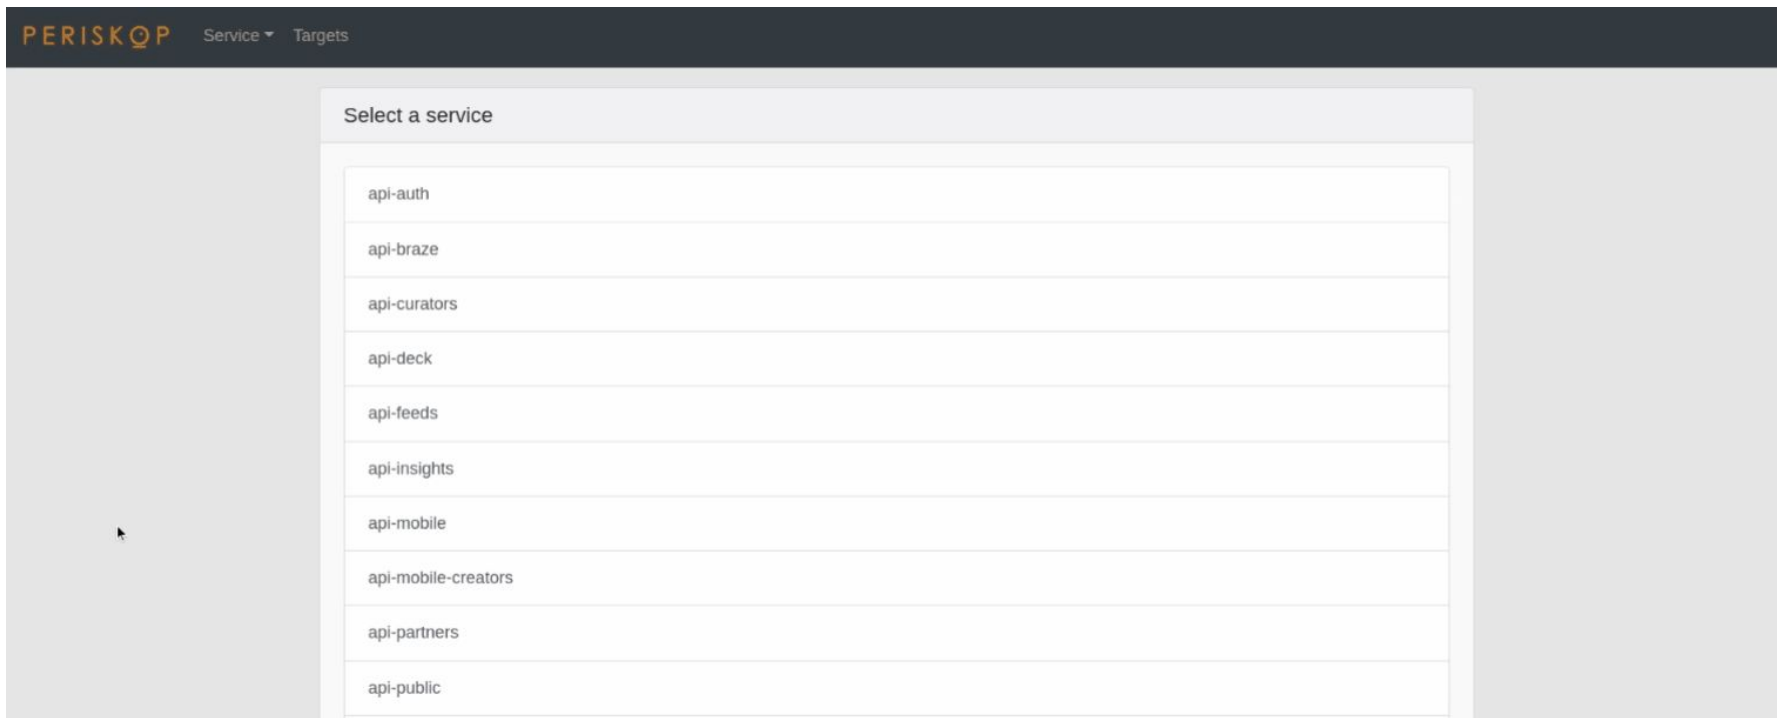 PERISKOP Service Targets
Select a service
api-auth
api-braze
api-curators
api-deck
api-feeds
api-insights
api-mobile
api-mobile-creators
api-partners
api-public